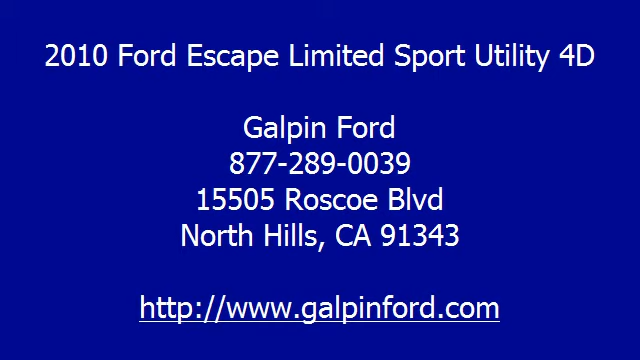 2010 Ford Escape Limited Sport Utility 4D
Galpin Ford
877-289-0039
15505 Roscoe Blvd
North Hills, CA 91343
http://www.galpinford.com